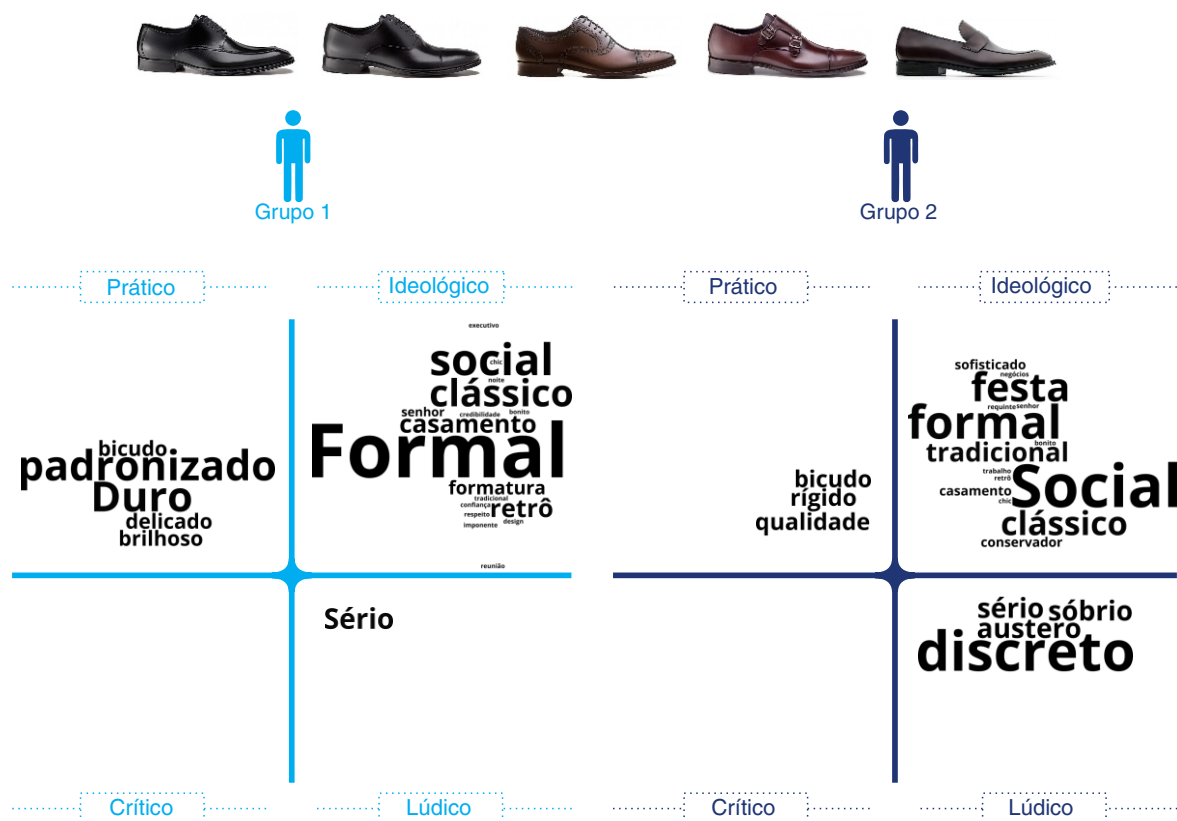 Grupo 1
Grupo 2
Prático
Ideológico
Prático
Ideológico
bicudo
padronizado
Duro
delicado
brilhoso
executivo
social
chic
noite
clássico
senhor
credibilidade
bonito
casamento
Formal
formatura
tradicional
confiança
retrô
respeito
design
imponente
reunião
bicudo
rígido
qualidade
sofisticado
negócios
festa
requinte
senhor
formal
bonito
tradicional
trabalho
retrô
Social
casamento
chic
clássico
conservador
Sério
sério
sóbrio
austero
discreto
Crítico
Lúdico
Crítico
Lúdico